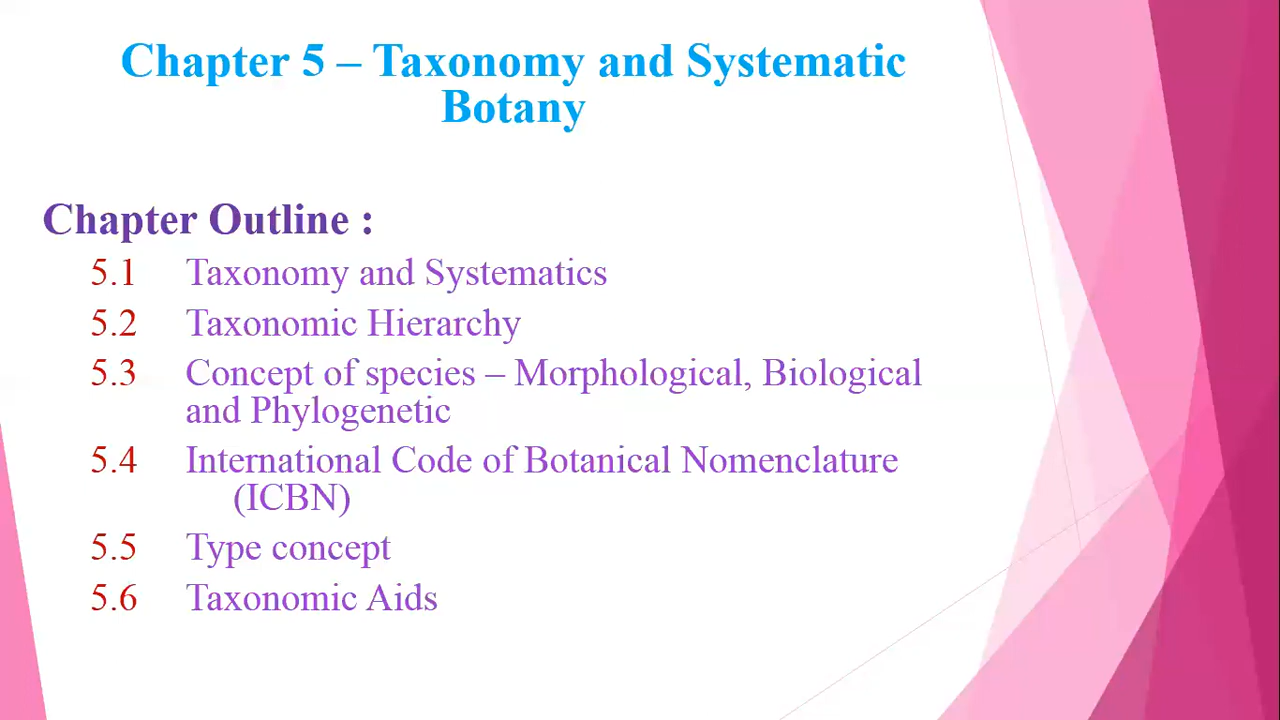 Chapter 5 – Taxonomy and Systematic
Botany
Chapter Outline :
5.1 Taxonomy and Systematics
5.2 Taxonomic Hierarchy
5.3 Concept of species – Morphological, Biological
and Phylogenetic
5.4 International Code of Botanical Nomenclature
(ICBN)
5.5 Type concept
5.6 Taxonomic Aids